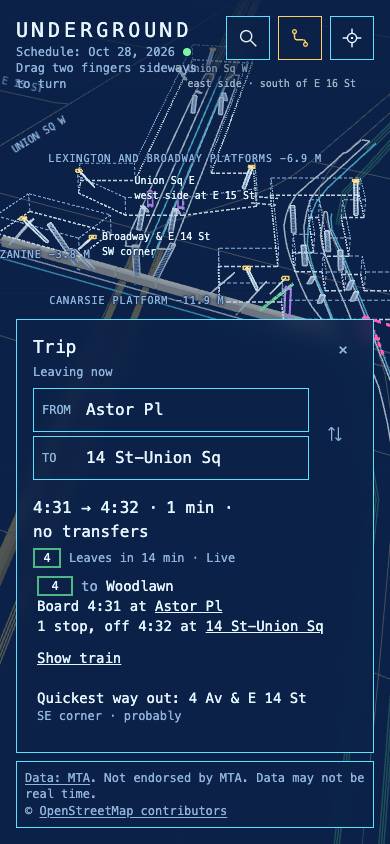 UNDERGROUND
Schedule: Oct 28, 2026
Drag two fingers sideways
to turn
Union Sq W
east side · south of E 16 St
UNION SQ W
LEXINGTON AND BROADWAY PLATFORMS −6.9 M
Union Sq E
west side at E 15 St
Broadway & E 14 St
SW corner
ZANINE −3.8 M
CANARSIE PLATFORM −11.9 M
Trip
×
Leaving now
FROM Astor Pl
TO 14 St–Union Sq
4:31 → 4:32 · 1 min ·
no transfers
4 Leaves in 14 min · Live
4 to Woodlawn
Board 4:31 at Astor Pl
1 stop, off 4:32 at 14 St–Union Sq
Show train
Quickest way out: 4 Av & E 14 St
SE corner · probably
Data: MTA. Not endorsed by MTA. Data may not be
real time.
© OpenStreetMap contributors